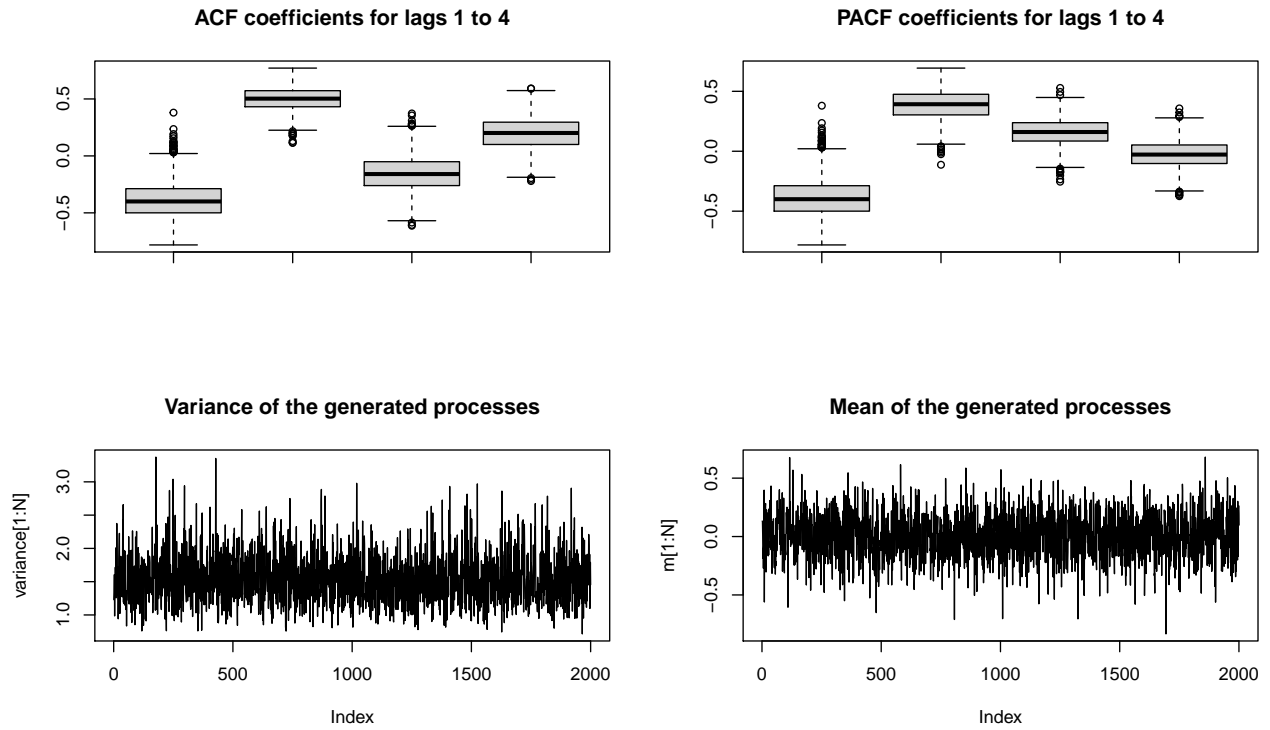 ACF coefficients for lags 1 to 4
−0.5 0.0 0.5
PACF coefficients for lags 1 to 4
−0.5 0.0 0.5
Variance of the generated processes
variance[1:N]
1.0 2.0 3.0
0 500 1000 1500 2000
Index
Mean of the generated processes
m[1:N]
−0.5 0.0 0.5
0 500 1000 1500 2000
Index